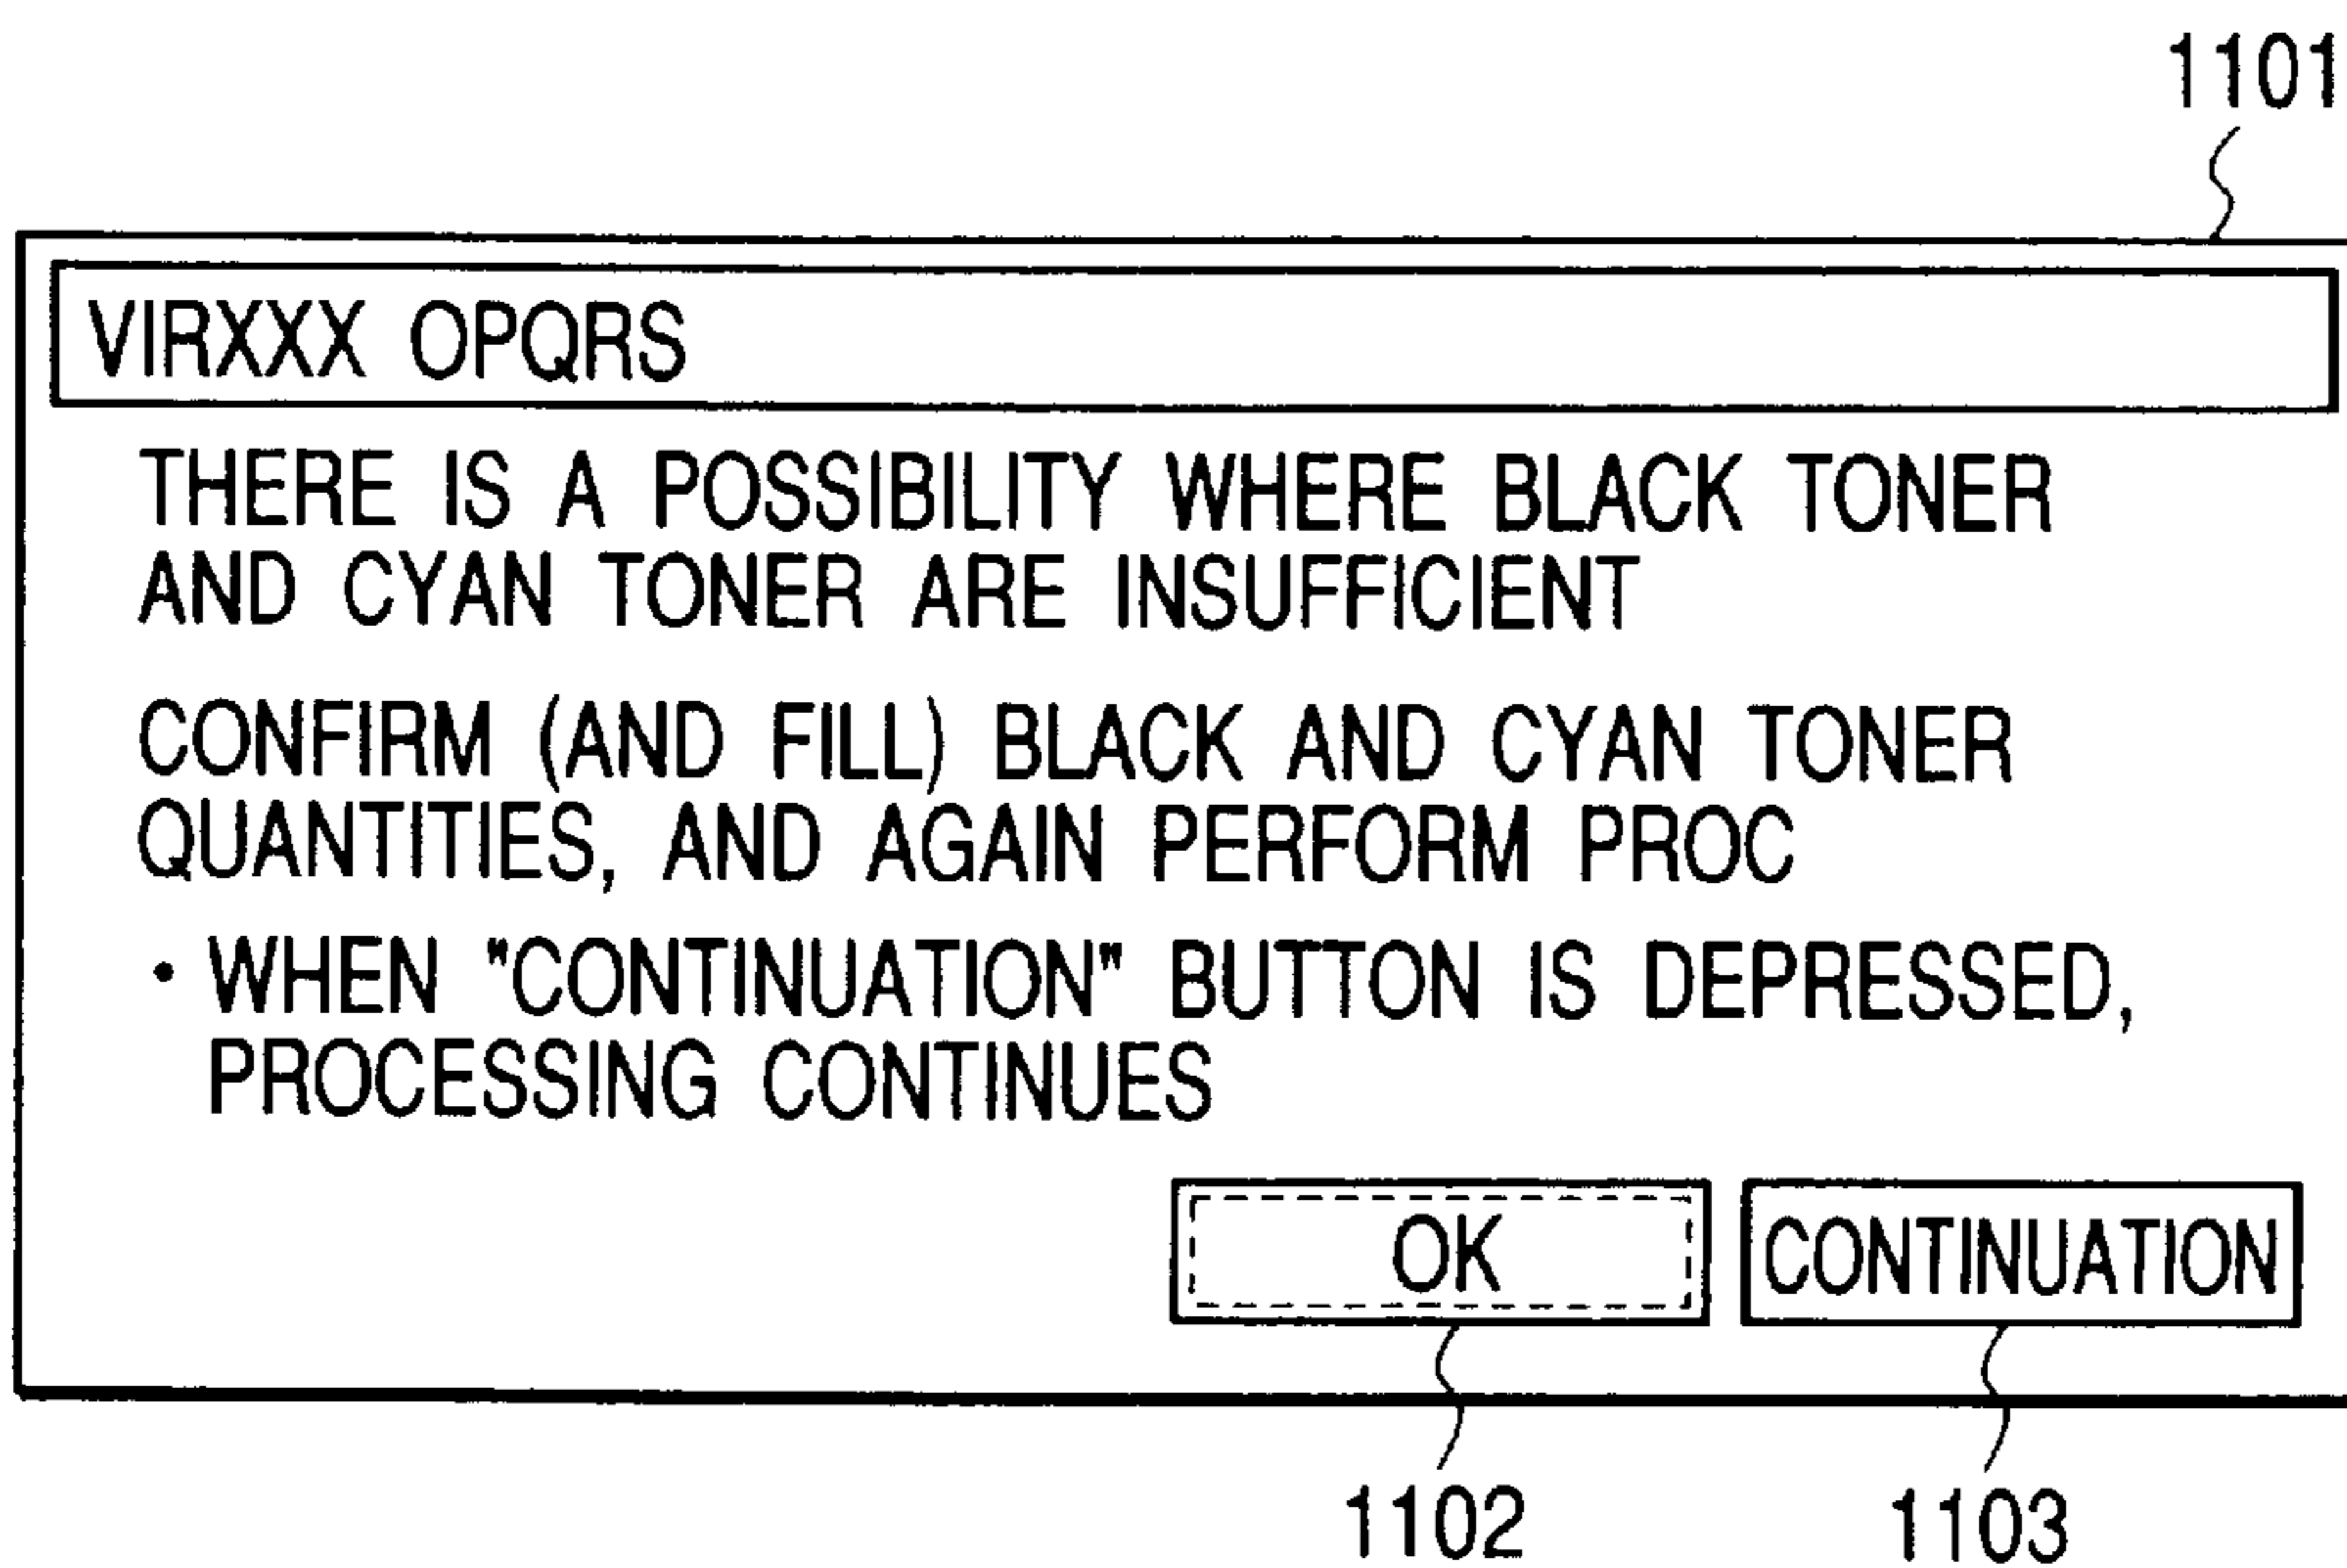 1101
VIRXXX OPQRS
THERE IS A POSSIBILITY WHERE BLACK TONER
AND CYAN TONER ARE INSUFFICIENT
CONFIRM (AND FILL) BLACK AND CYAN TONER
QUANTITIES, AND AGAIN PERFORM PROC
• WHEN "CONTINUATION" BUTTON IS DEPRESSED,
PROCESSING CONTINUES
OK CONTINUATION
1102 1103